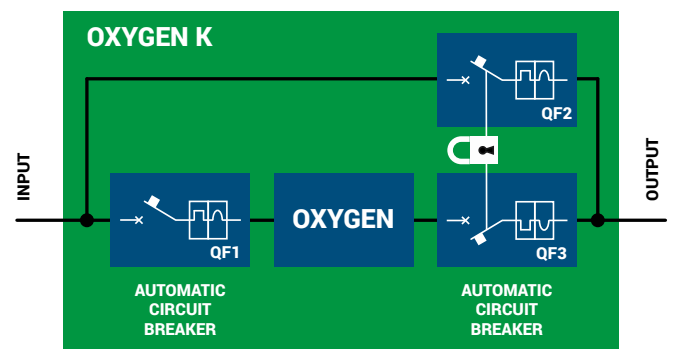 OXYGEN K
QF2
INPUT
OUTPUT
OXYGEN
QF1
QF3
AUTOMATIC
CIRCUIT
BREAKER
AUTOMATIC
CIRCUIT
BREAKER